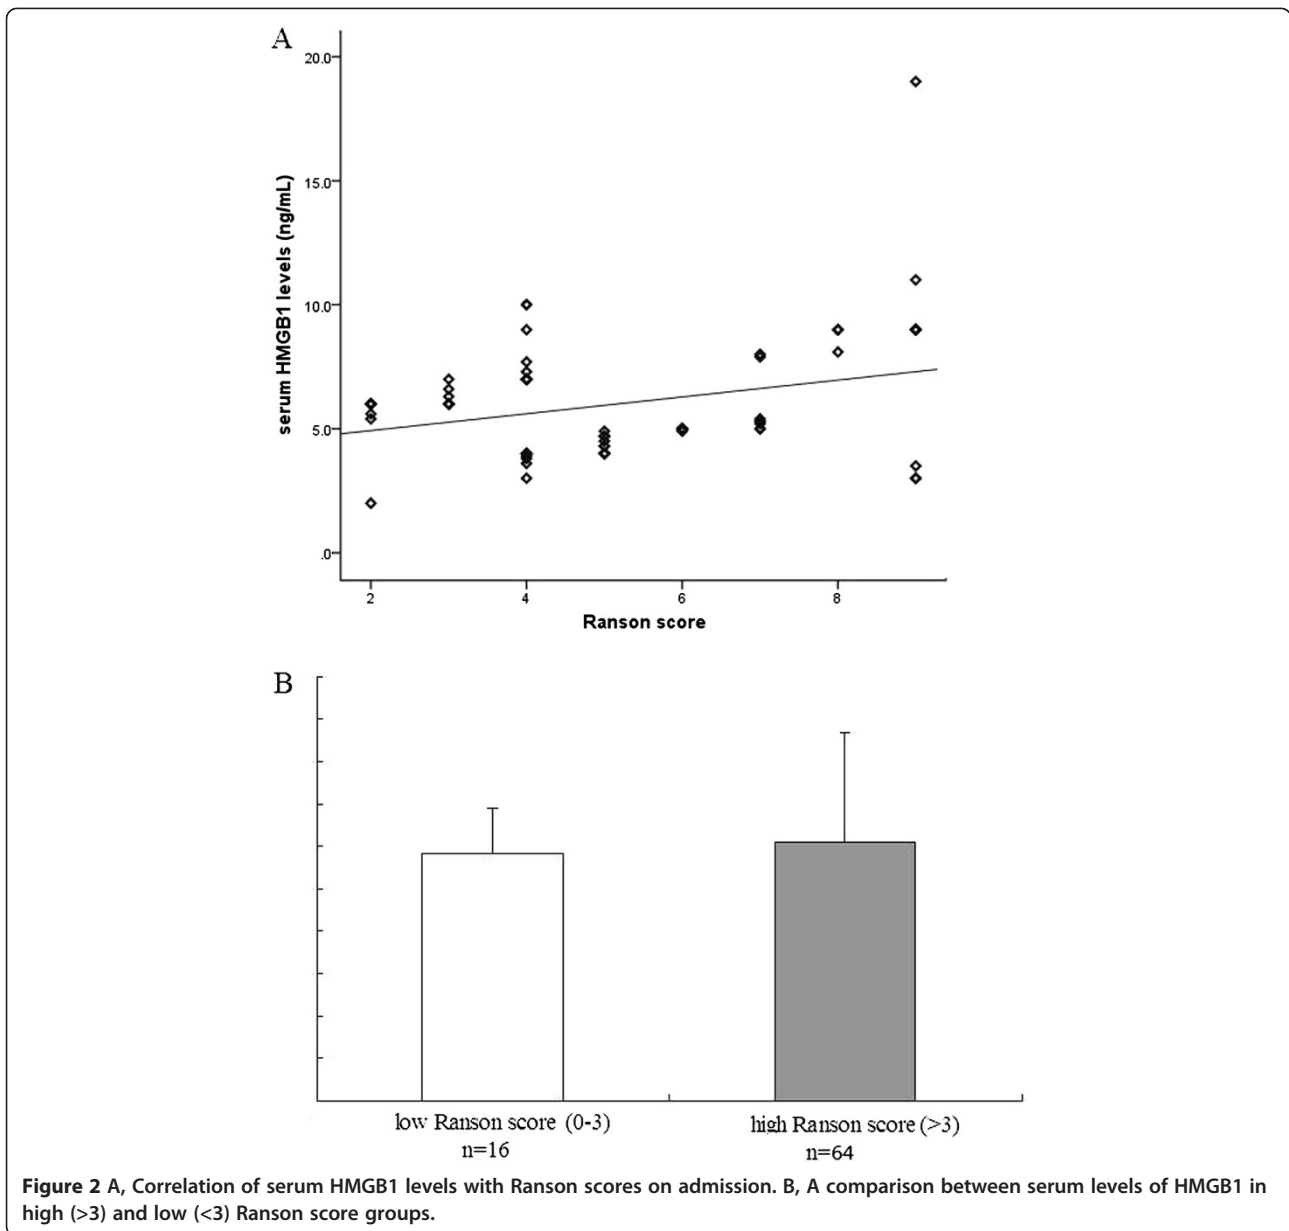 A
20.0
15.0
10.0
5.0
.0
serum HMGB1 levels (ng/mL)
2 4 6 8
Ranson score
B
low Ranson score (0-3)
n=16
high Ranson score (>3)
n=64
Figure 2 A, Correlation of serum HMGB1 levels with Ranson scores on admission. B, A comparison between serum levels of HMGB1 in
high (>3) and low (<3) Ranson score groups.